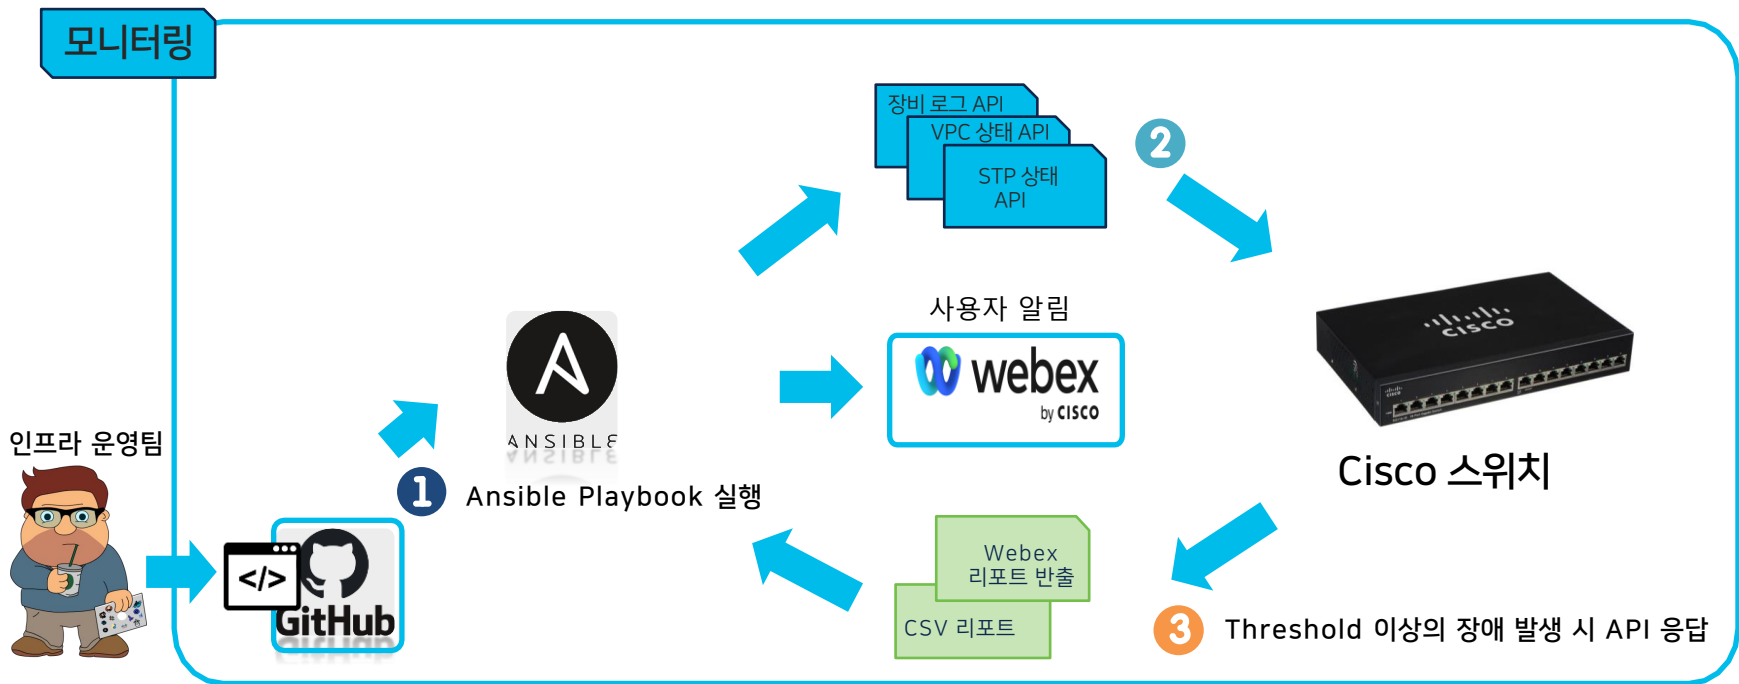 모니터링
장비 로그 API
VPC 상태 API
STP 상태
API
2
사용자 알림
webex
by CISCO
CISCO
Cisco 스위치
ANSIBLE
인프라 운영팀
1
Ansible Playbook 실행
</>
GitHub
Webex
리포트 반출
CSV 리포트
3
Threshold 이상의 장애 발생 시 API 응답